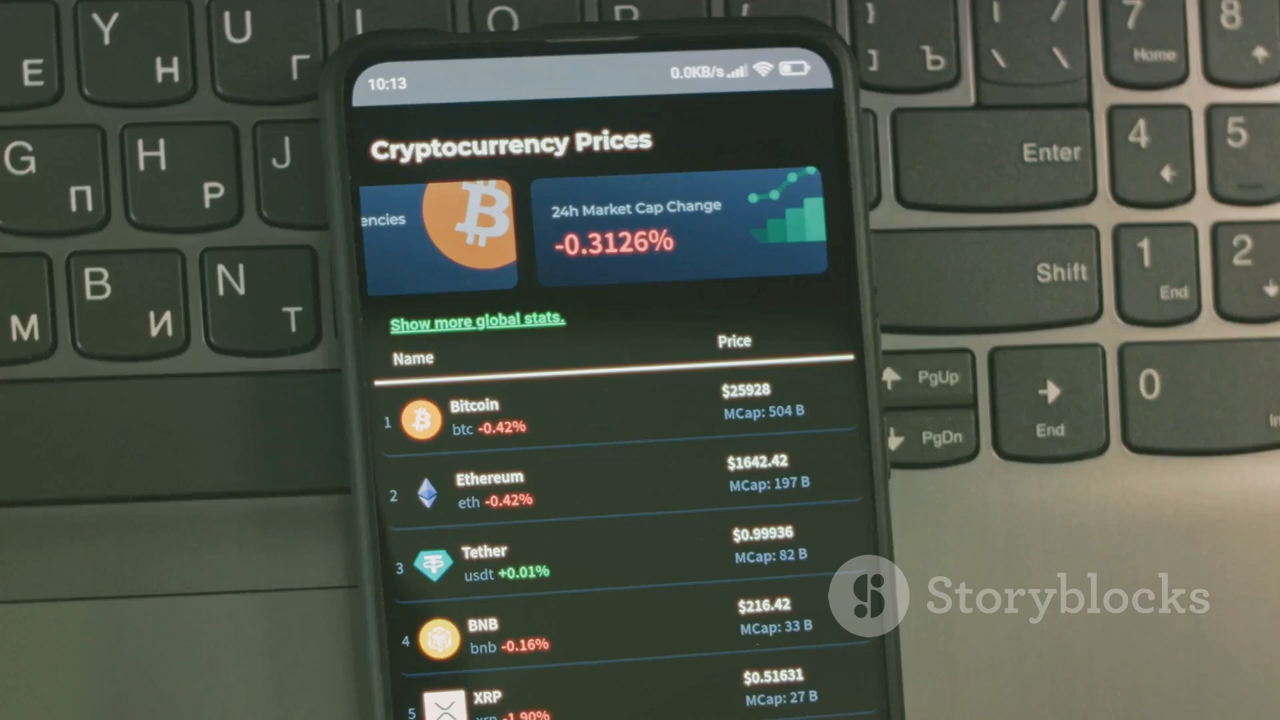 10:13 0.0KB/s
Cryptocurrency Prices
encies
24h Market Cap Change
-0.3126%
Show more global stats.
Name Price
1 Bitcoin $25928
btc -0.42% MCap: 504 B
2 Ethereum $1642.42
eth -0.42% MCap: 197 B
3 Tether $0.99936
usdt +0.01% MCap: 82 B
4 BNB $216.42
bnb -0.16% MCap: 33 B
5 XRP $0.51631
xrp -1.90% MCap: 27 B
Y Н
U Г
Е
G П
H Р
J
М
B И
N Т
O
P
[
] Ъ
/ \
\
7 Home
8
Enter
4
5
Shift
1 End
2
PgUp
PgDn
End
0
Storyblocks